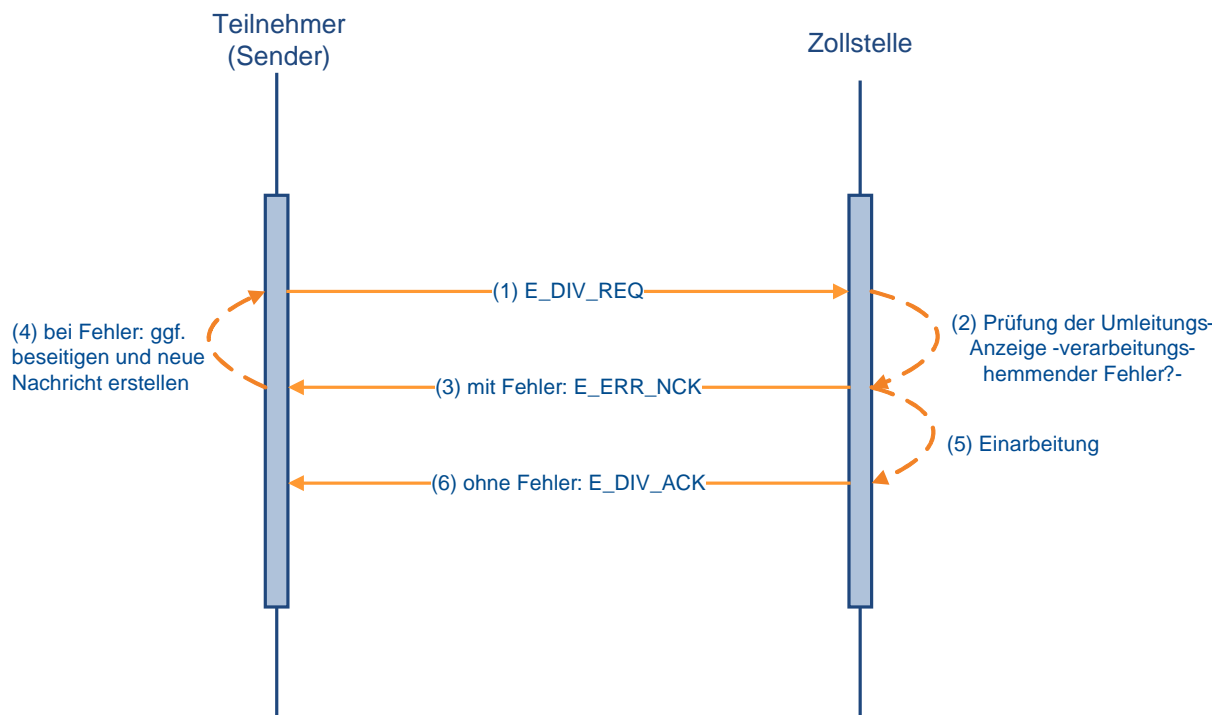 Teilnehmer
(Sender)
Zollstelle
(1) E_DIV_REQ
(2) Prüfung der Umleitungs-
Anzeige -verarbeitungs-
hemmender Fehler?-
(4) bei Fehler: ggf.
beseitigen und neue
Nachricht erstellen
(3) mit Fehler: E_ERR_NCK
(5) Einarbeitung
(6) ohne Fehler: E_DIV_ACK